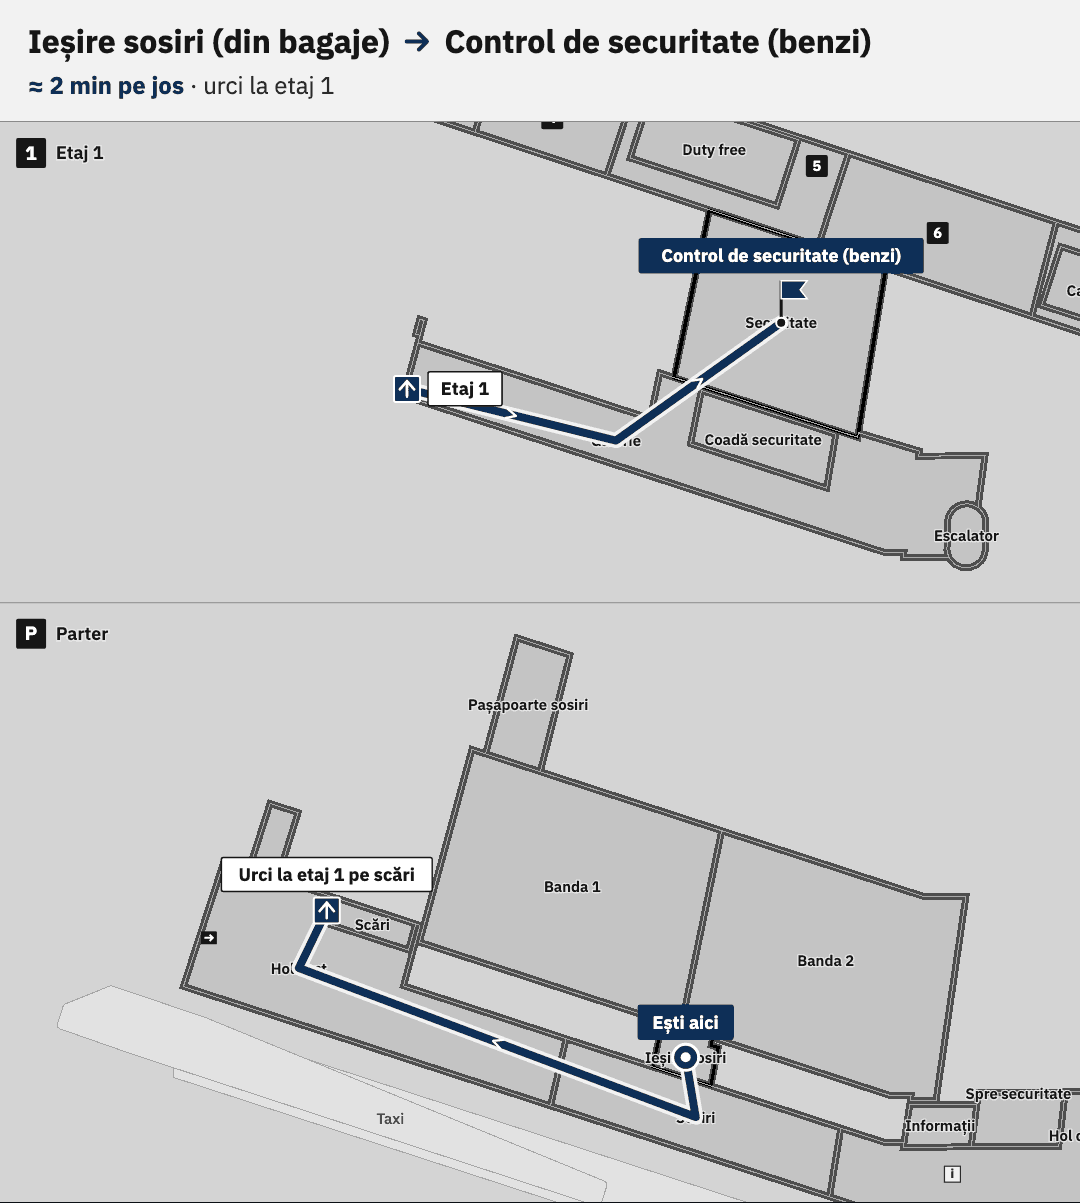 Ieșire sosiri (din bagaje) → Control de securitate (benzi)
≈ 2 min pe jos · urci la etaj 1
1 Etaj 1
Duty free
5
6
Control de securitate (benzi)
Etaj 1
Coadă securitate
Escalator
P Parter
Pașapoarte sosiri
Urci la etaj 1 pe scări
Banda 1
Scări
Banda 2
Ești aici
Spre securitate
Informații
Taxi
i